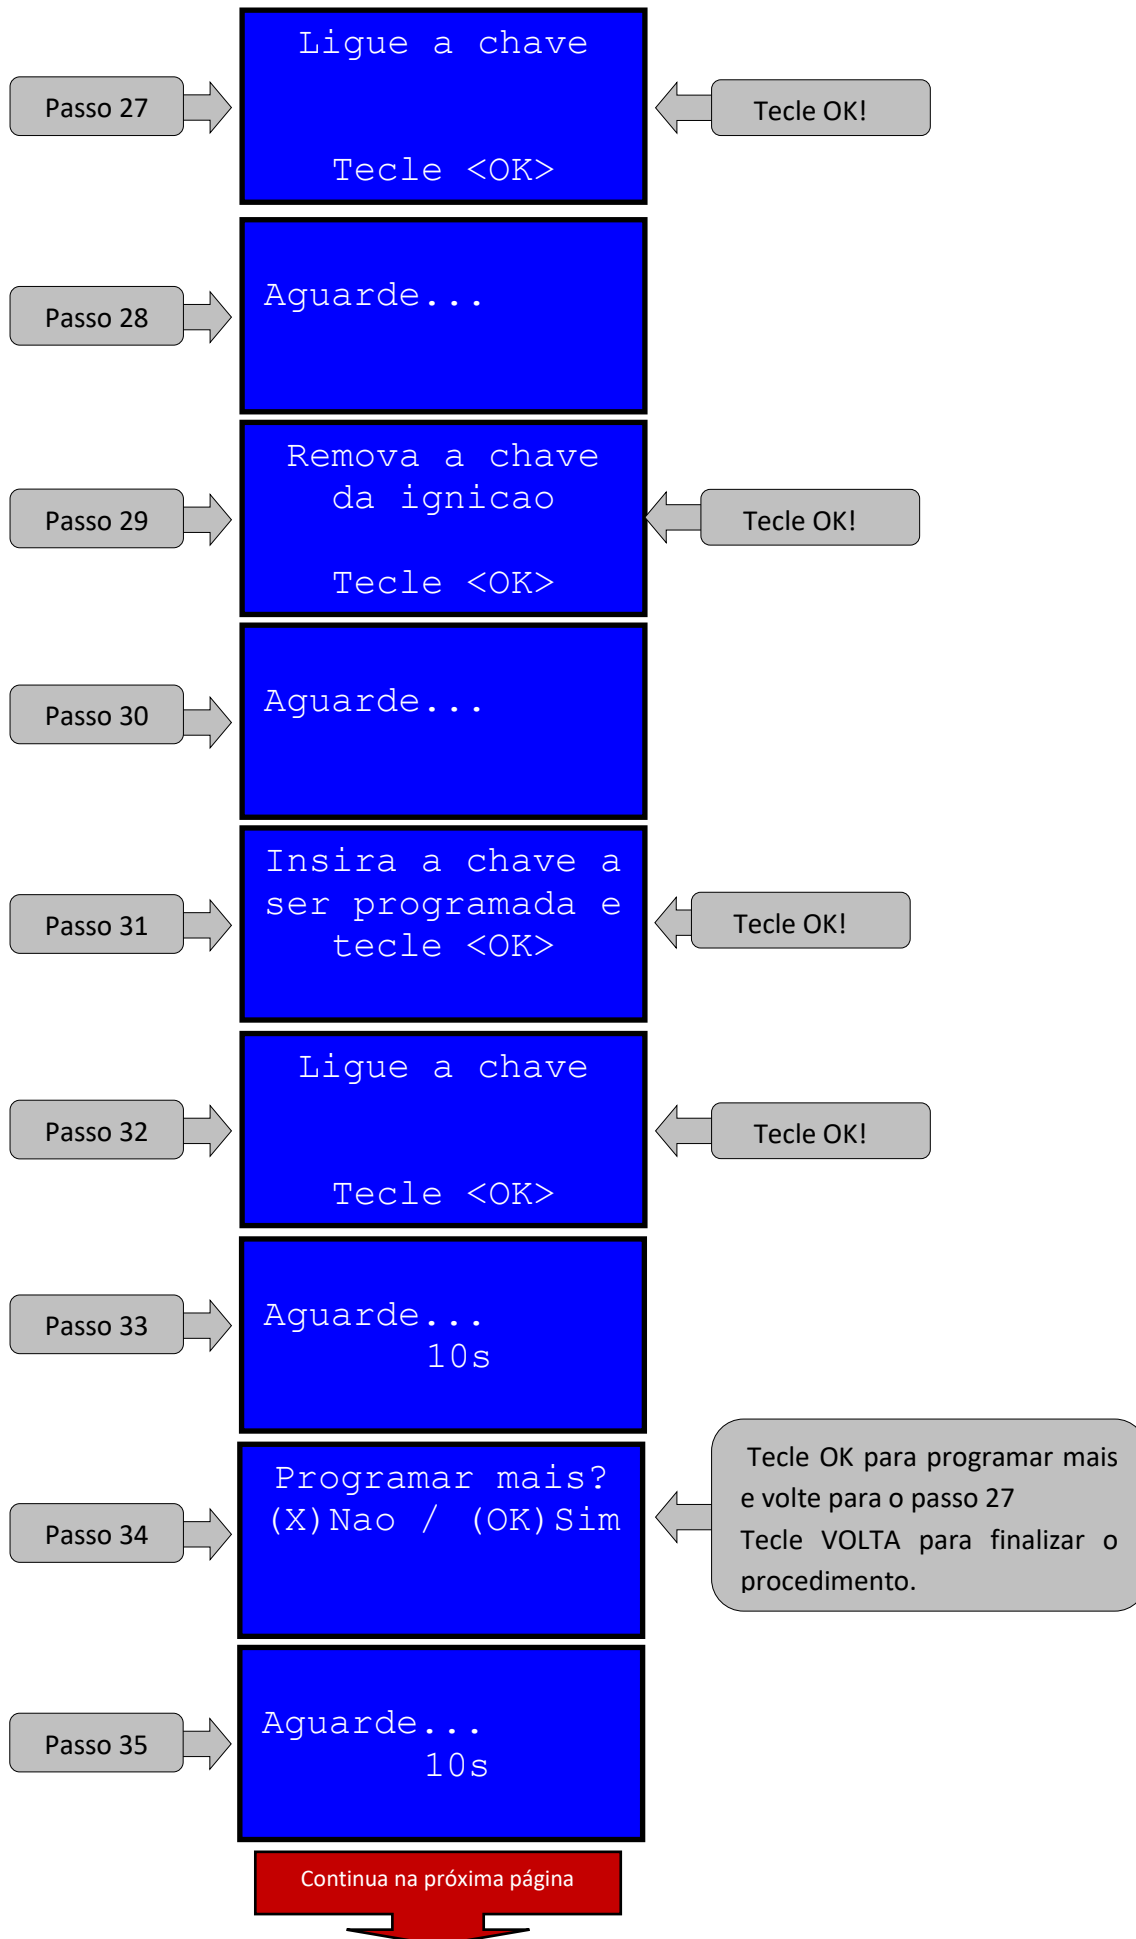 Passo 27
Ligue a chave
Tecle <OK>
Tecle OK!
Passo 28
Aguarde...
Passo 29
Remova a chave
da ignicao
Tecle <OK>
Tecle OK!
Passo 30
Aguarde...
Passo 31
Insira a chave a
ser programada e
tecle <OK>
Tecle OK!
Passo 32
Ligue a chave
Tecle <OK>
Tecle OK!
Passo 33
Aguarde...
10s
Passo 34
Programar mais?
(X)Nao / (OK)Sim
Tecle OK para programar mais
e volte para o passo 27
Tecle VOLTA para finalizar o
procedimento.
Passo 35
Aguarde...
10s
Continua na próxima página